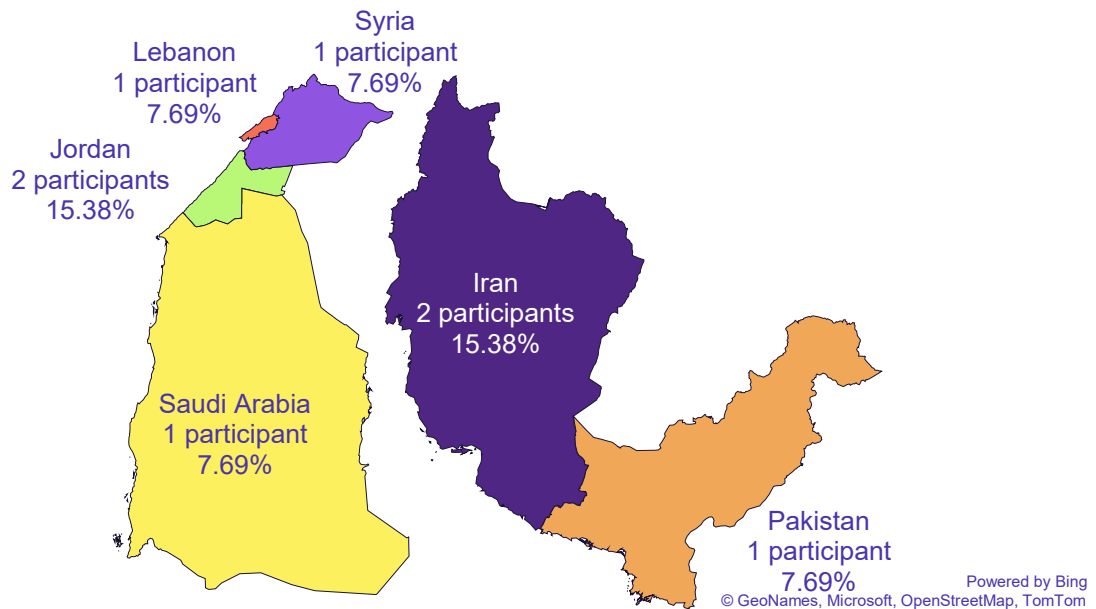 Syria
1 participant
7.69%
Lebanon
1 participant
7.69%
Jordan
2 participants
15.38%
Iran
2 participants
15.38%
Saudi Arabia
1 participant
7.69%
Pakistan
1 participant
7.69%
Powered by Bing
© GeoNames, Microsoft, OpenStreetMap, TomTom